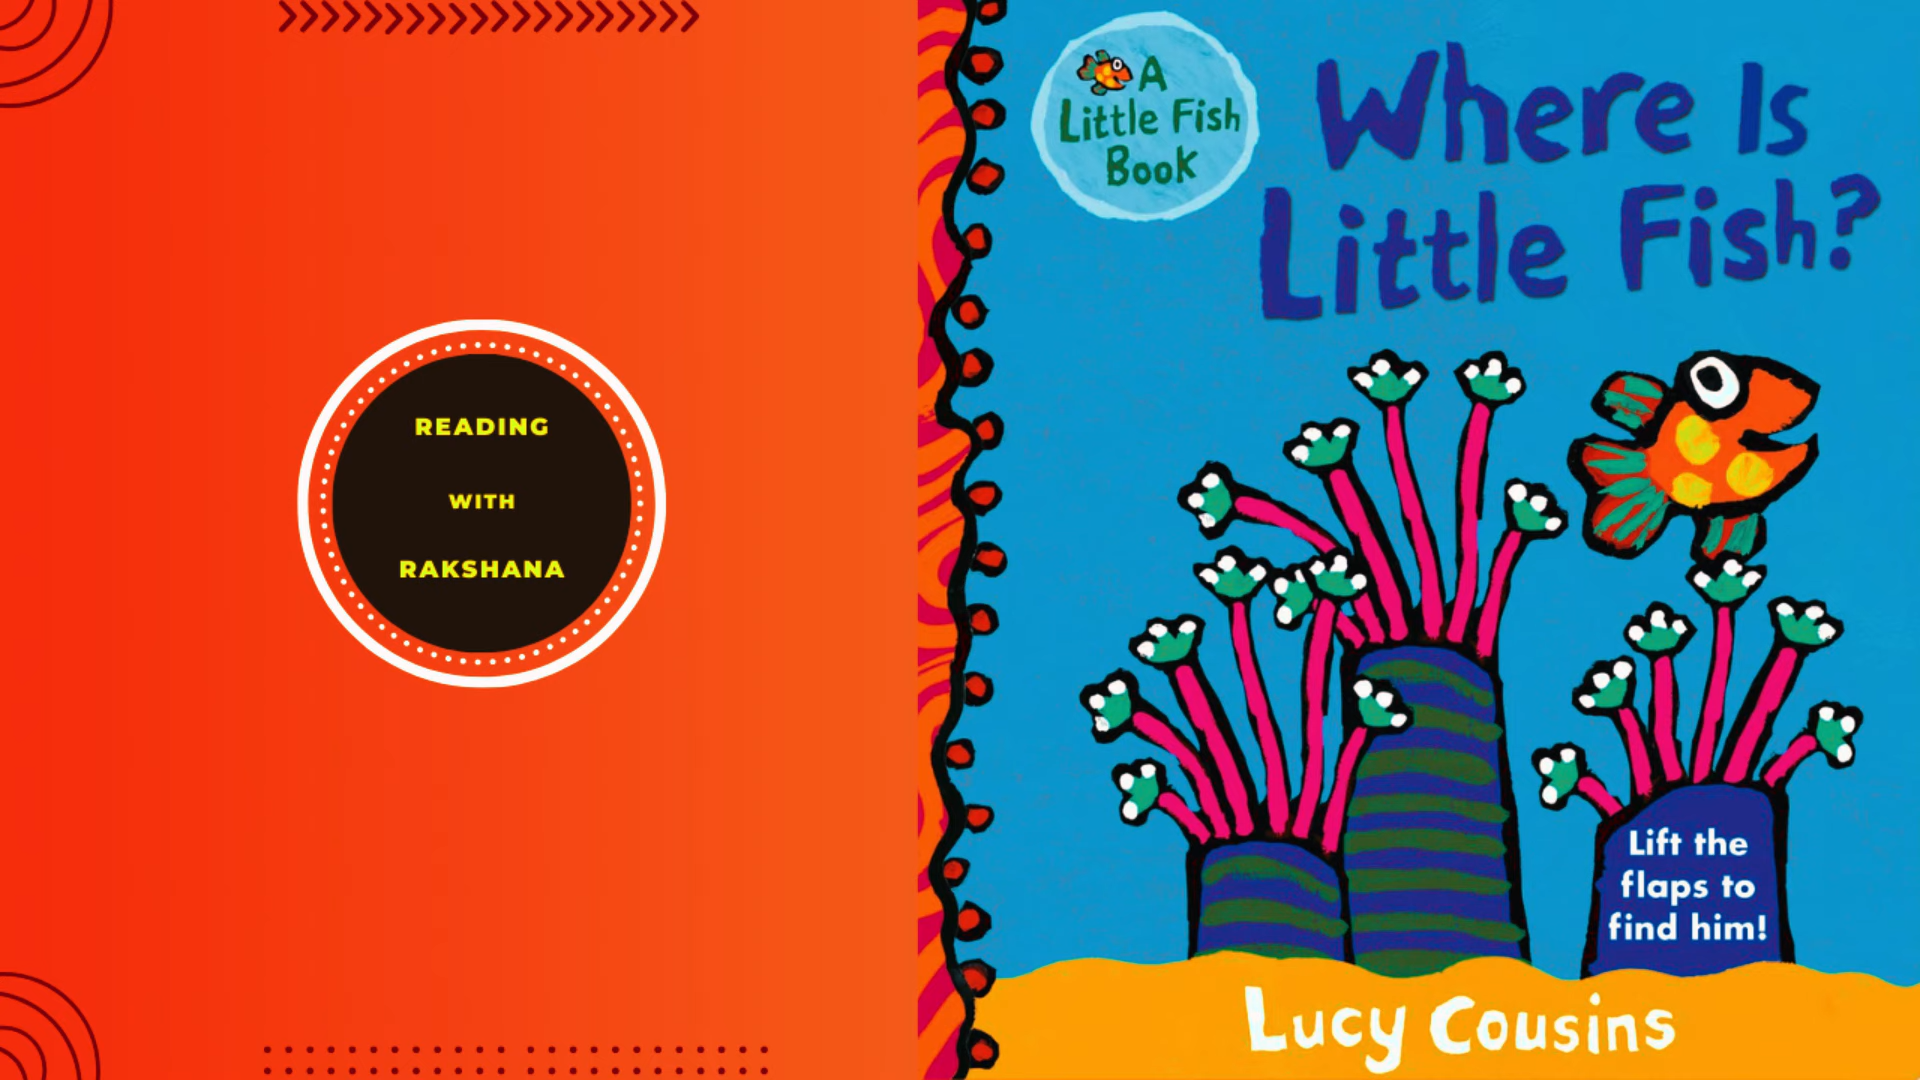 READING
WITH
RAKSHANA
A
Little Fish
Book
Where Is
Little Fish?
Lift the
flaps to
find him!
Lucy Cousins